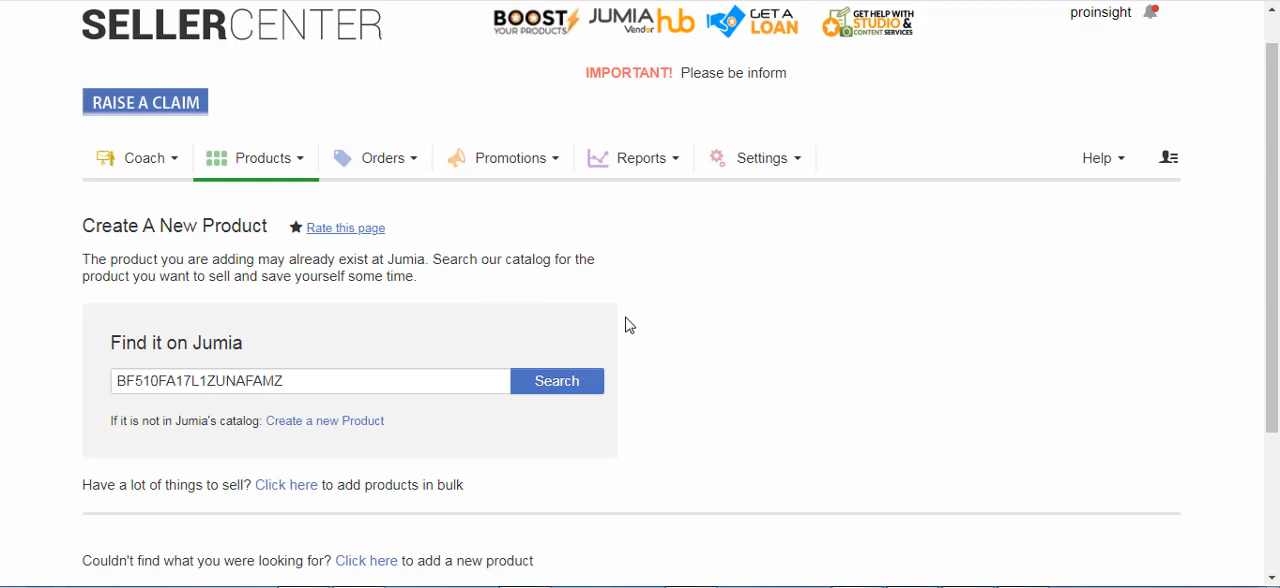 SELLERCENTER
BOOST YOUR PRODUCTS
JUMIA Vendor hub
GET A LOAN
GET HELP WITH STUDIO & CONTENT SERVICES
proinsight
IMPORTANT! Please be inform
RAISE A CLAIM
Coach Products Orders Promotions Reports Settings Help
Create A New Product Rate this page
The product you are adding may already exist at Jumia. Search our catalog for the
product you want to sell and save yourself some time.
Find it on Jumia
BF510FA17L1ZUNAFAMZ Search
If it is not in Jumia's catalog: Create a new Product
Have a lot of things to sell? Click here to add products in bulk
Couldn't find what you were looking for? Click here to add a new product